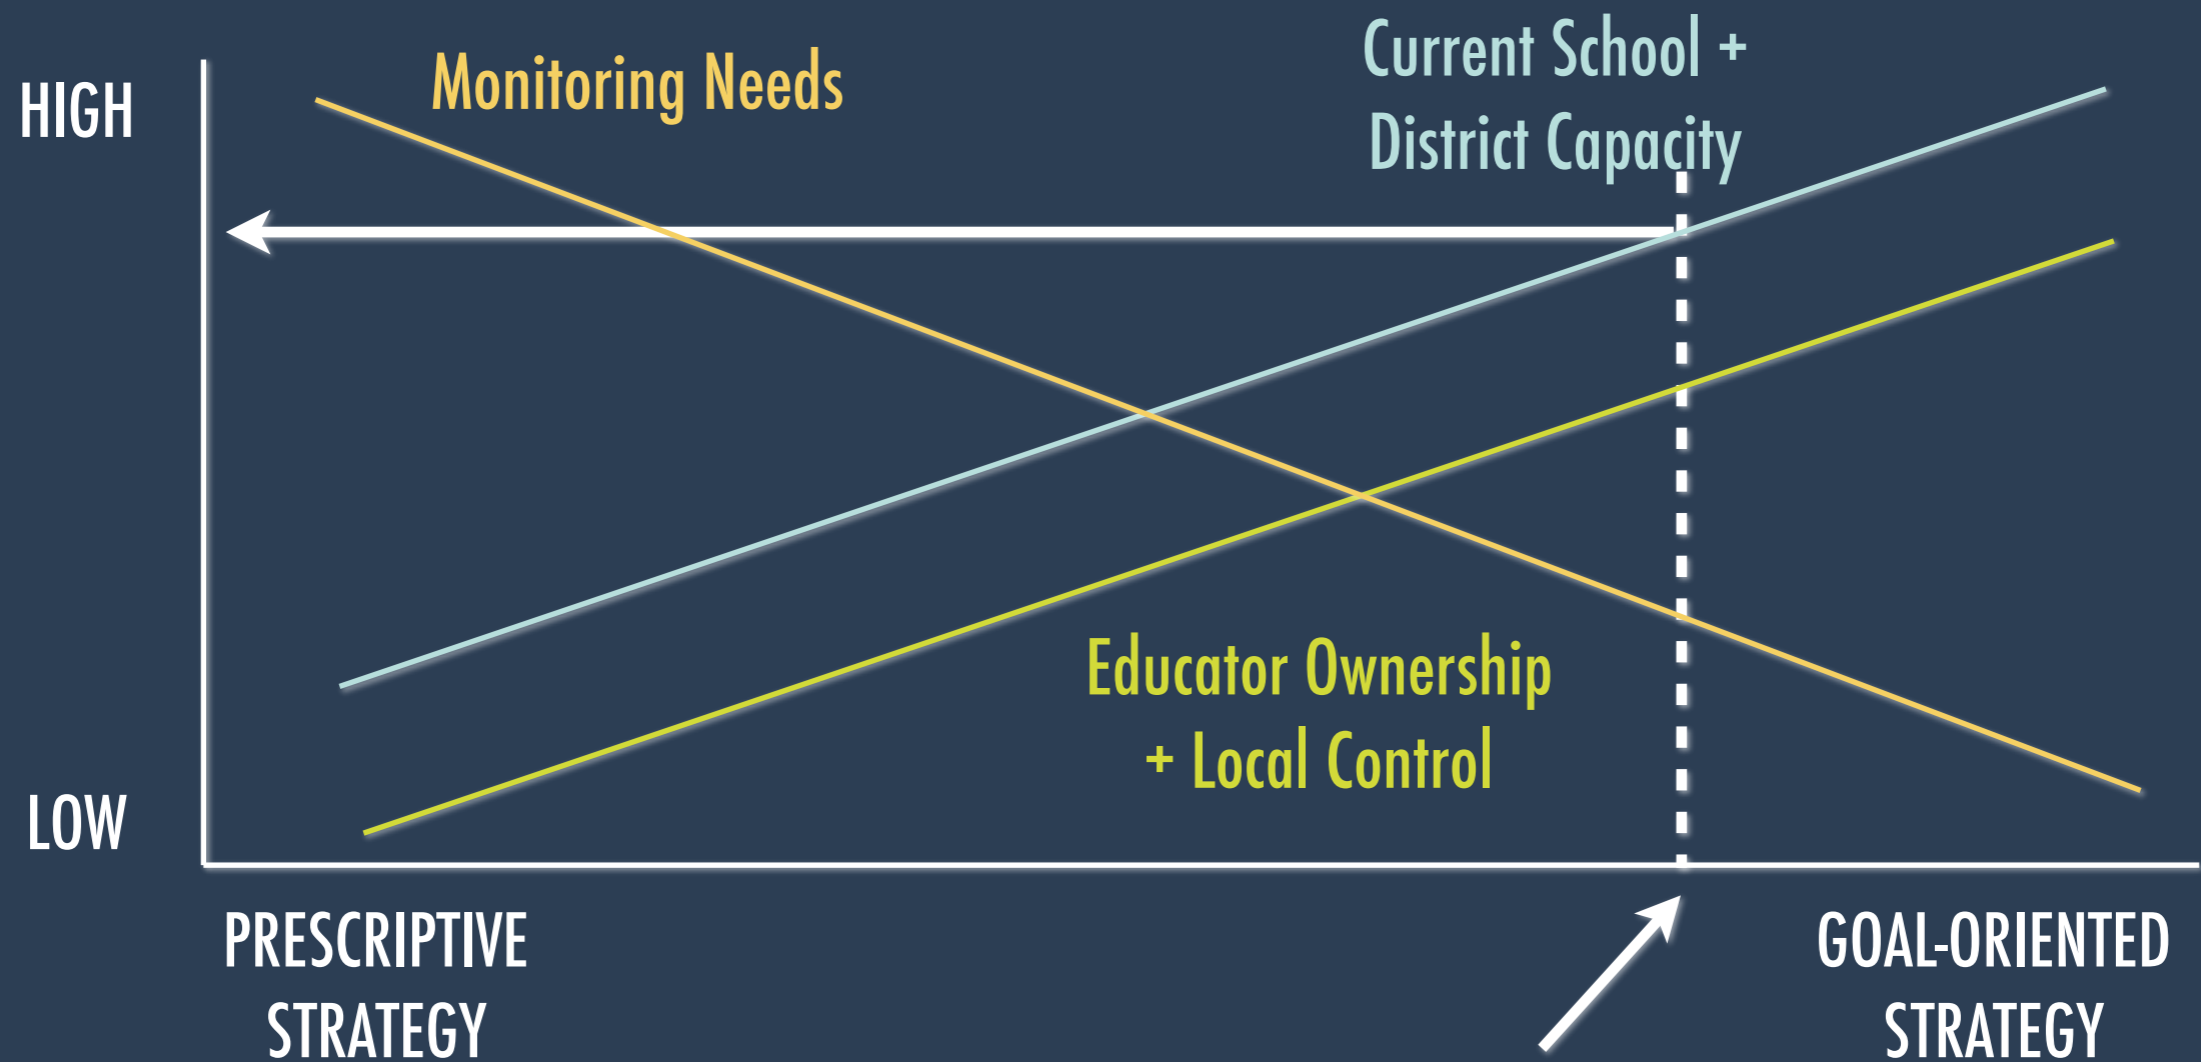 HIGH
Monitoring Needs
Current School +
District Capacity
Educator Ownership
+ Local Control
LOW
PRESCRIPTIVE
STRATEGY
GOAL-ORIENTED
STRATEGY